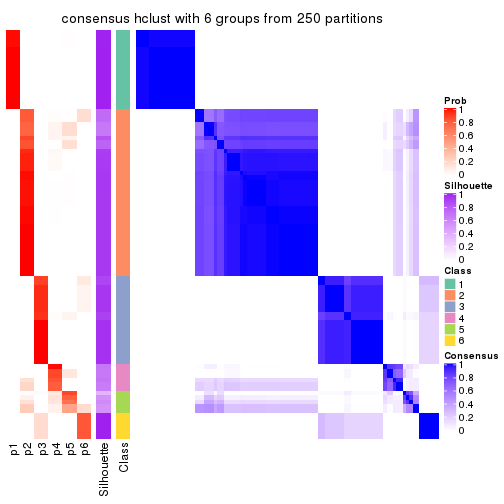 consensus hclust with 6 groups from 250 partitions
Prob
1
0.8
0.6
0.4
0.2
0
Silhouette
1
0.8
0.6
0.4
0.2
0
Class
1
2
3
4
5
6
Consensus
1
0.8
0.6
0.4
0.2
0
p1
p2
p3
p4
p5
p6
Silhouette
Class